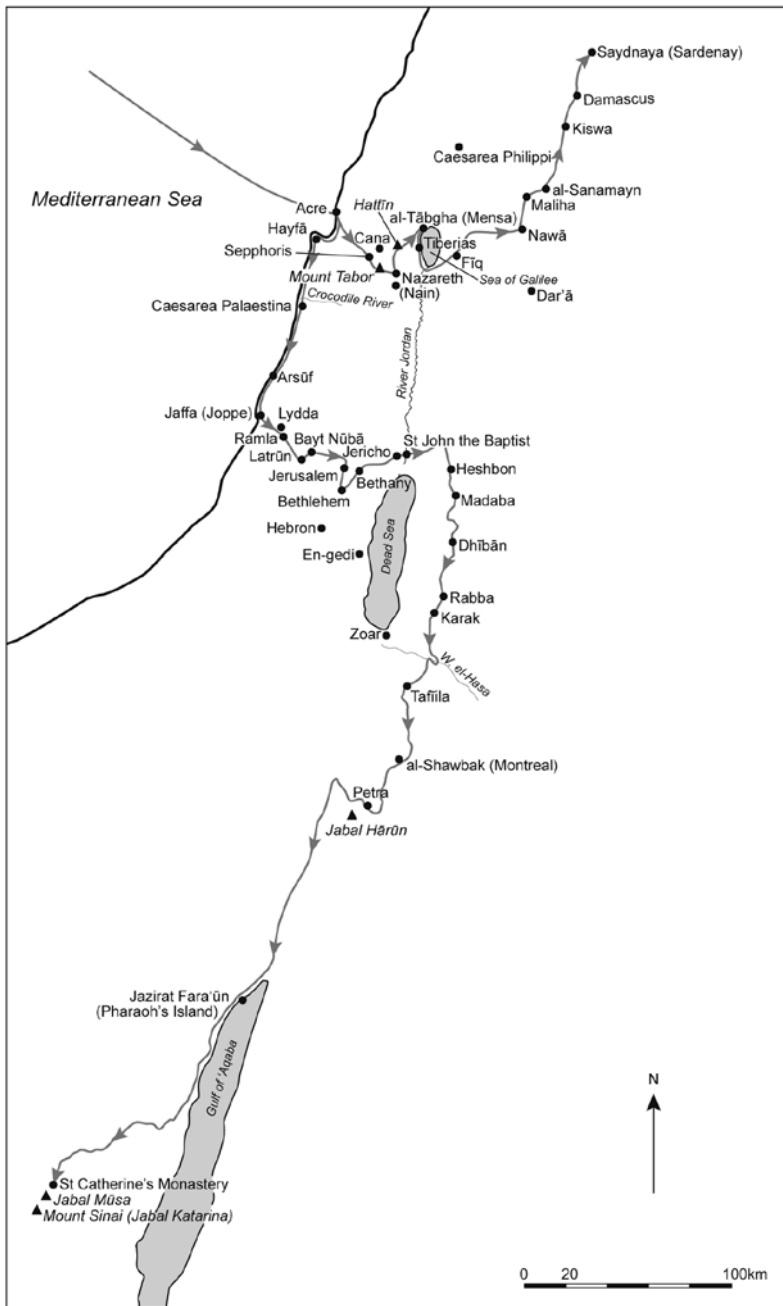 Saydnaya (Sardenay)
Damascus
Kiswa
Caesarea Philippi
al-Sanamayn
Maliha
Mediterranean Sea
Acre
Hattīn
al-Tābgha (Mensa)
Nawā
Hayfā
Cana
Tiberias
Sepphoris
Fīq
Mount Tabor
Nazareth
(Nain)
Sea of Galilee
Dar'ā
Crocodile River
Caesarea Palaestina
River Jordan
Arsūf
Jaffa (Joppe)
Lydda
Ramla
Bayt Nūbā
Jericho
St John the Baptist
Latrūn
Jerusalem
Bethany
Heshbon
Bethlehem
Madaba
Hebron
Dead Sea
Dhībān
En-gedi
Rabba
Karak
Zoar
W. el-Hasa
Tafīila
al-Shawbak (Montreal)
Petra
Jabal Hārūn
Jazirat Fara'ūn
(Pharaoh's Island)
Gulf of 'Aqaba
N
St Catherine's Monastery
Jabal Mūsa
Mount Sinai (Jabal Katarina)
0 20 100km